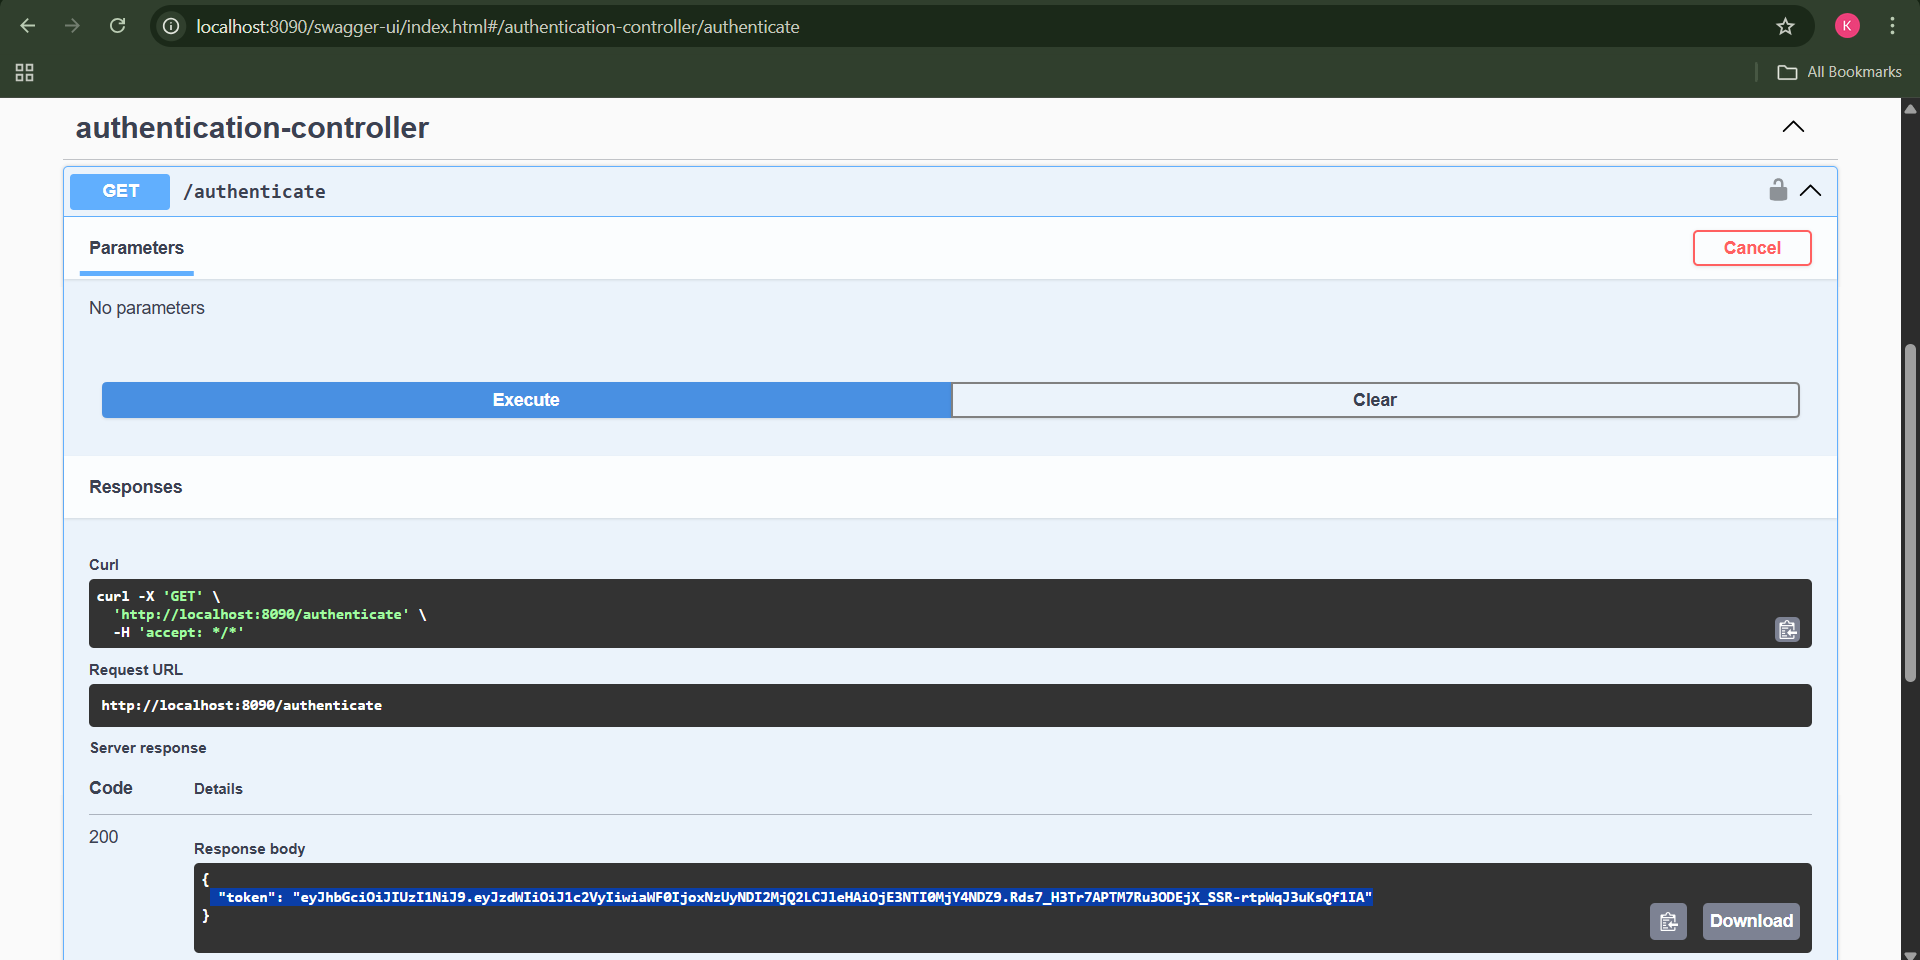 localhost:8090/swagger-ui/index.html#/authentication-controller/authenticate
K
All Bookmarks
authentication-controller
GET /authenticate
Parameters
Cancel
No parameters
Execute
Clear
Responses
Curl
curl -X 'GET' \
'http://localhost:8090/authenticate' \
-H 'accept: */*'
Request URL
http://localhost:8090/authenticate
Server response
Code Details
200
Response body
{
"token": "eyJhbGciOiJIUzI1NiJ9.eyJzdWIiOiJ1c2VyIiwiaWF0IjoxNzUyNDI2MjQ2LCJleHAiOjE3NTI0MjY4NDZ9.Rds7_H3Tr7APTM7Ru3ODEjX_SSR-rtpWqJ3uKsQf1IA"
}
Download